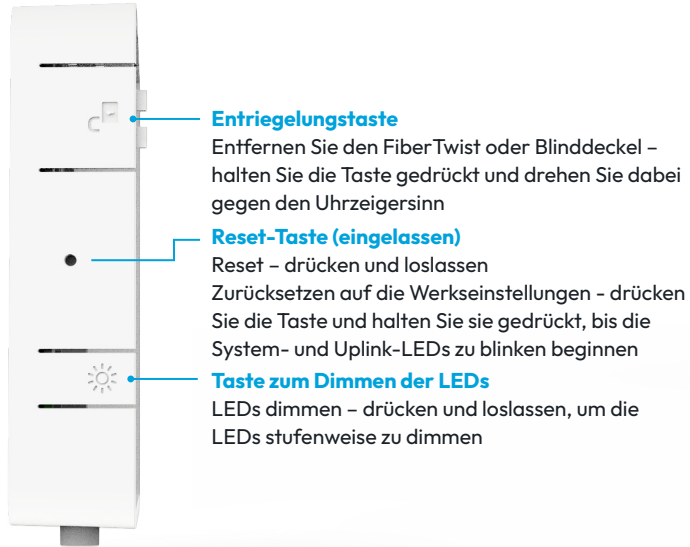 Entriegelungstaste
Entfernen Sie den FiberTwist oder Blinddeckel –
halten Sie die Taste gedrückt und drehen Sie dabei
gegen den Uhrzeigersinn
Reset-Taste (eingelassen)
Reset – drücken und loslassen
Zurücksetzen auf die Werkseinstellungen - drücken
Sie die Taste und halten Sie sie gedrückt, bis die
System- und Uplink-LEDs zu blinken beginnen
Taste zum Dimmen der LEDs
LEDs dimmen – drücken und loslassen, um die
LEDs stufenweise zu dimmen